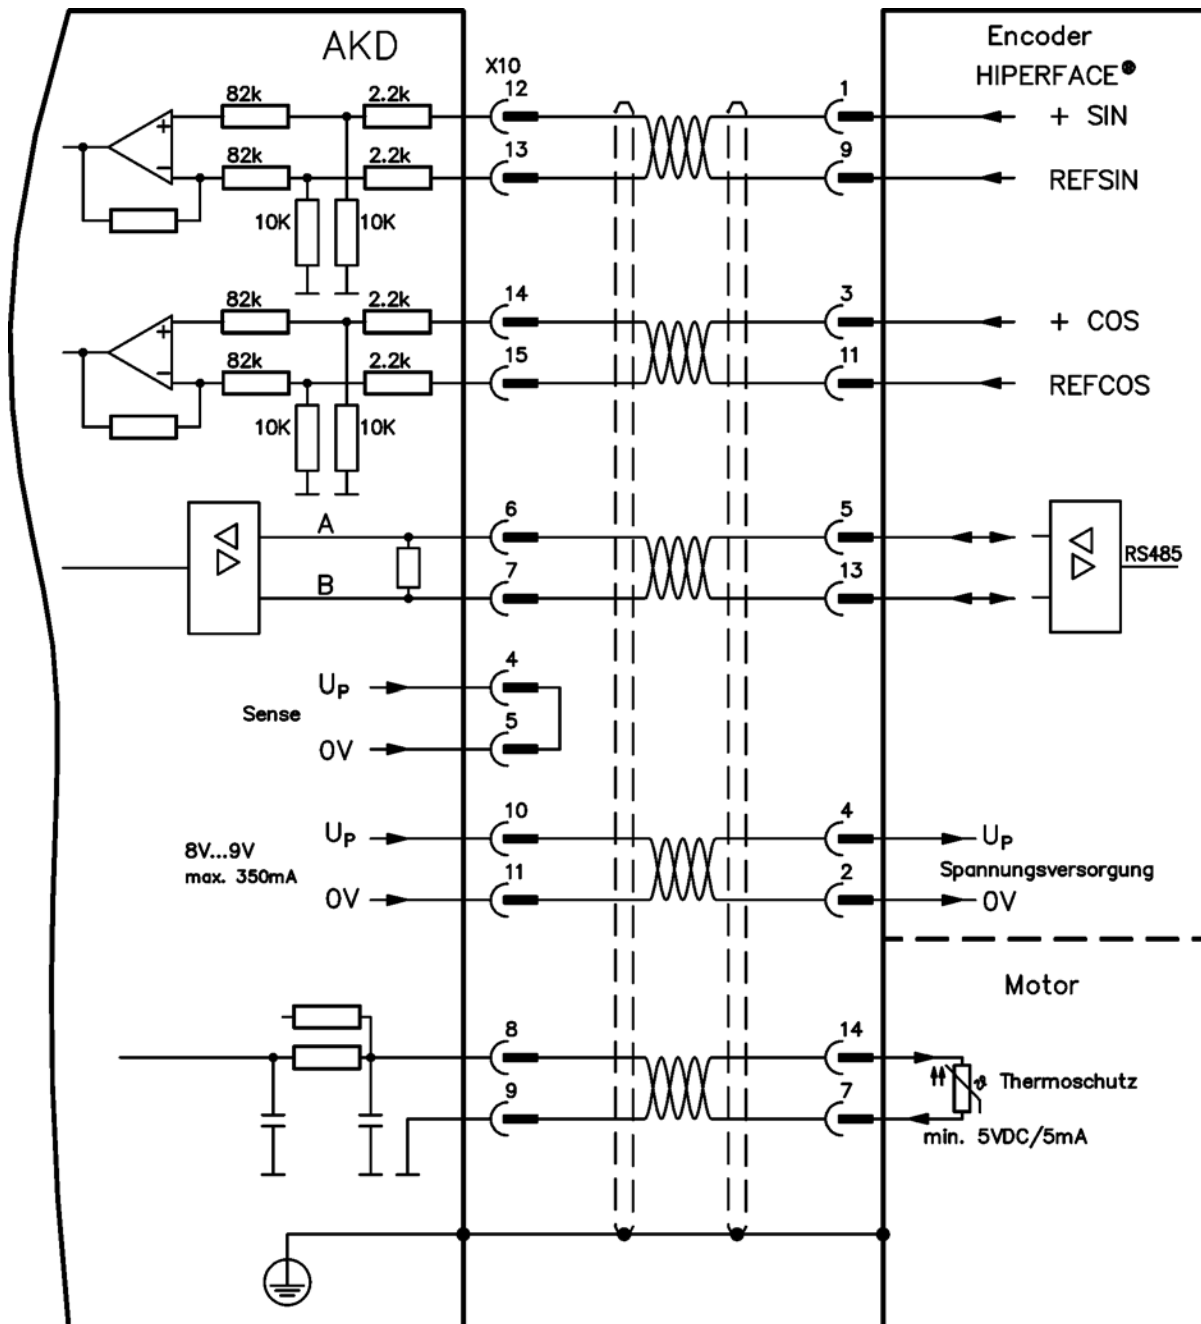 AKD
Encoder
HIPERFACE®
X10
82k 2.2k 12 1 + SIN
82k 2.2k 13 9 REFSIN
10K 10K
82k 2.2k 14 3 + COS
82k 2.2k 15 11 REFCOS
10K 10K
A 6 5
RS485
B 7 13
UP 4
Sense
0V 5
UP 10 4 UP
8V...9V
max. 350mA
Spannungsversorgung
0V 11 2 0V
Motor
8 14
ϑ Thermoschutz
9 7
min. 5VDC/5mA
+
−
+
−